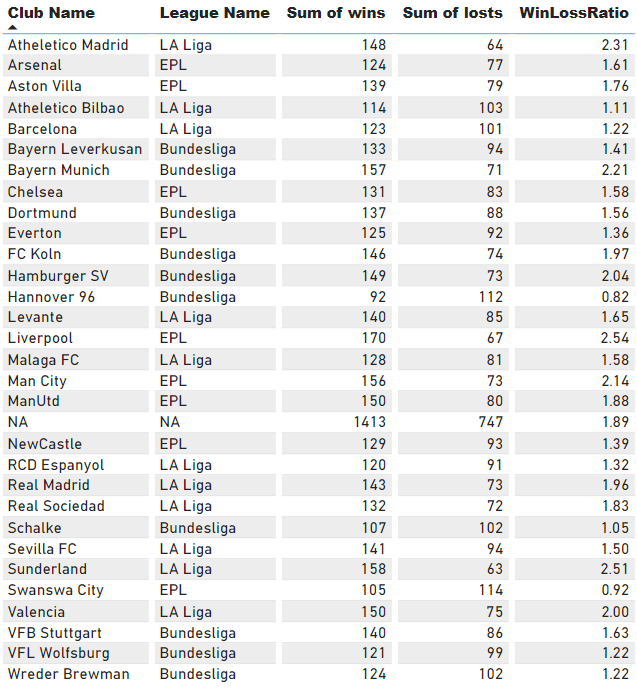 Club Name League Name Sum of wins Sum of losts WinLossRatio
Atheletico Madrid LA Liga 148 64 2.31
Arsenal EPL 124 77 1.61
Aston Villa EPL 139 79 1.76
Atheletico Bilbao LA Liga 114 103 1.11
Barcelona LA Liga 123 101 1.22
Bayern Leverkusan Bundesliga 133 94 1.41
Bayern Munich Bundesliga 157 71 2.21
Chelsea EPL 131 83 1.58
Dortmund Bundesliga 137 88 1.56
Everton EPL 125 92 1.36
FC Koln Bundesliga 146 74 1.97
Hamburger SV Bundesliga 149 73 2.04
Hannover 96 Bundesliga 92 112 0.82
Levante LA Liga 140 85 1.65
Liverpool EPL 170 67 2.54
Malaga FC LA Liga 128 81 1.58
Man City EPL 156 73 2.14
ManUtd EPL 150 80 1.88
NA NA 1413 747 1.89
NewCastle EPL 129 93 1.39
RCD Espanyol LA Liga 120 91 1.32
Real Madrid LA Liga 143 73 1.96
Real Sociedad LA Liga 132 72 1.83
Schalke Bundesliga 107 102 1.05
Sevilla FC LA Liga 141 94 1.50
Sunderland LA Liga 158 63 2.51
Swanswa City EPL 105 114 0.92
Valencia LA Liga 150 75 2.00
VFB Stuttgart Bundesliga 140 86 1.63
VFL Wolfsburg Bundesliga 121 99 1.22
Wreder Brewman Bundesliga 124 102 1.22